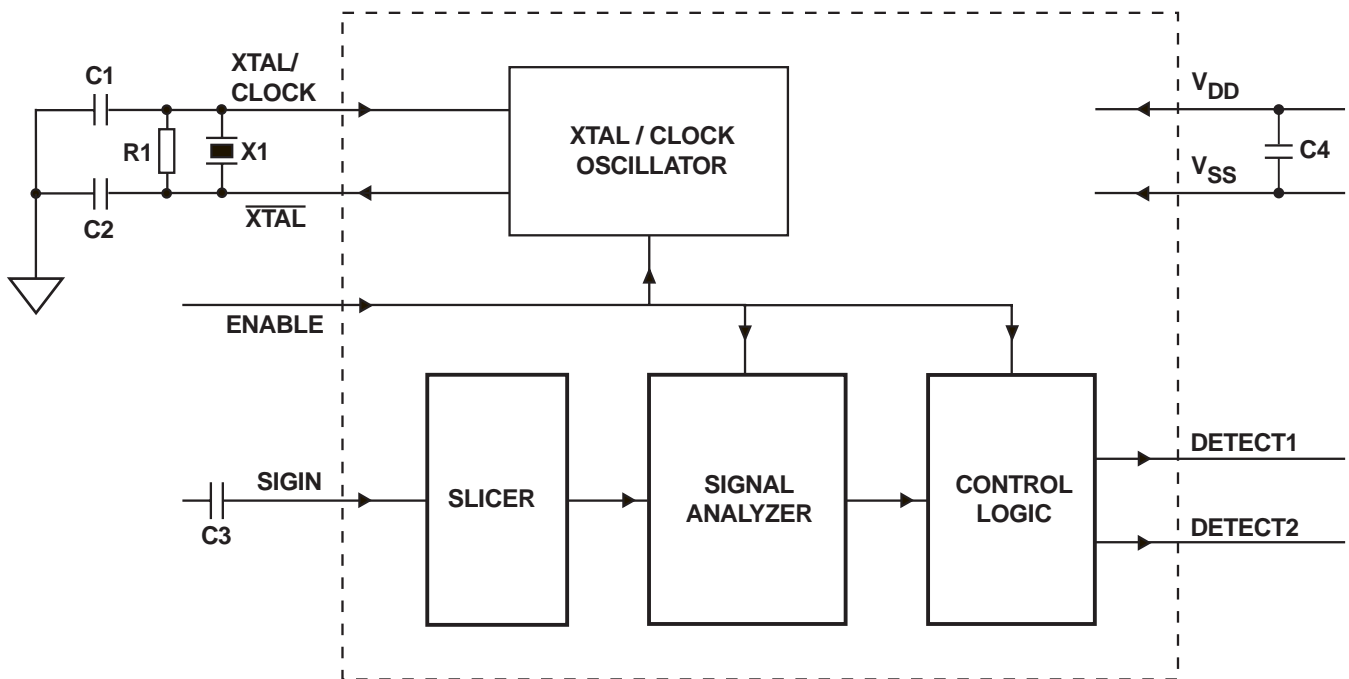 C1
XTAL/
CLOCK
R1
X1
C2
XTAL
XTAL / CLOCK
OSCILLATOR
VDD
C4
VSS
ENABLE
SIGIN
C3
SLICER
SIGNAL
ANALYZER
CONTROL
LOGIC
DETECT1
DETECT2